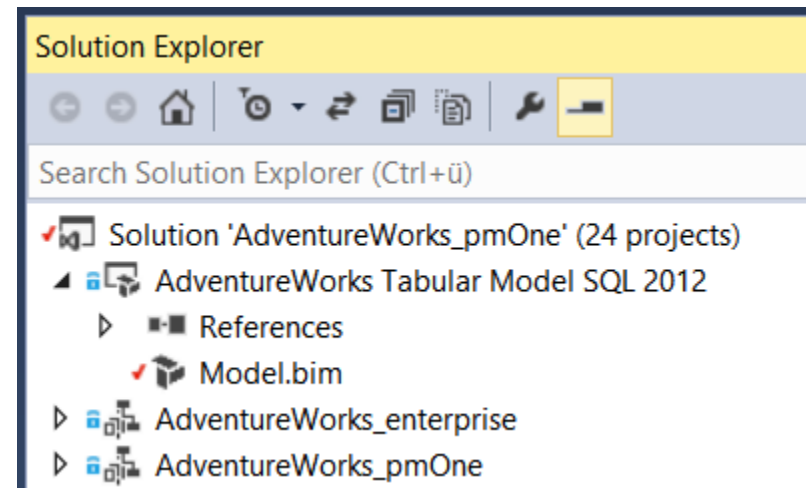 Solution Explorer
Search Solution Explorer (Ctrl+ü)
Solution 'AdventureWorks_pmOne' (24 projects)
AdventureWorks Tabular Model SQL 2012
References
Model.bim
AdventureWorks_enterprise
AdventureWorks_pmOne